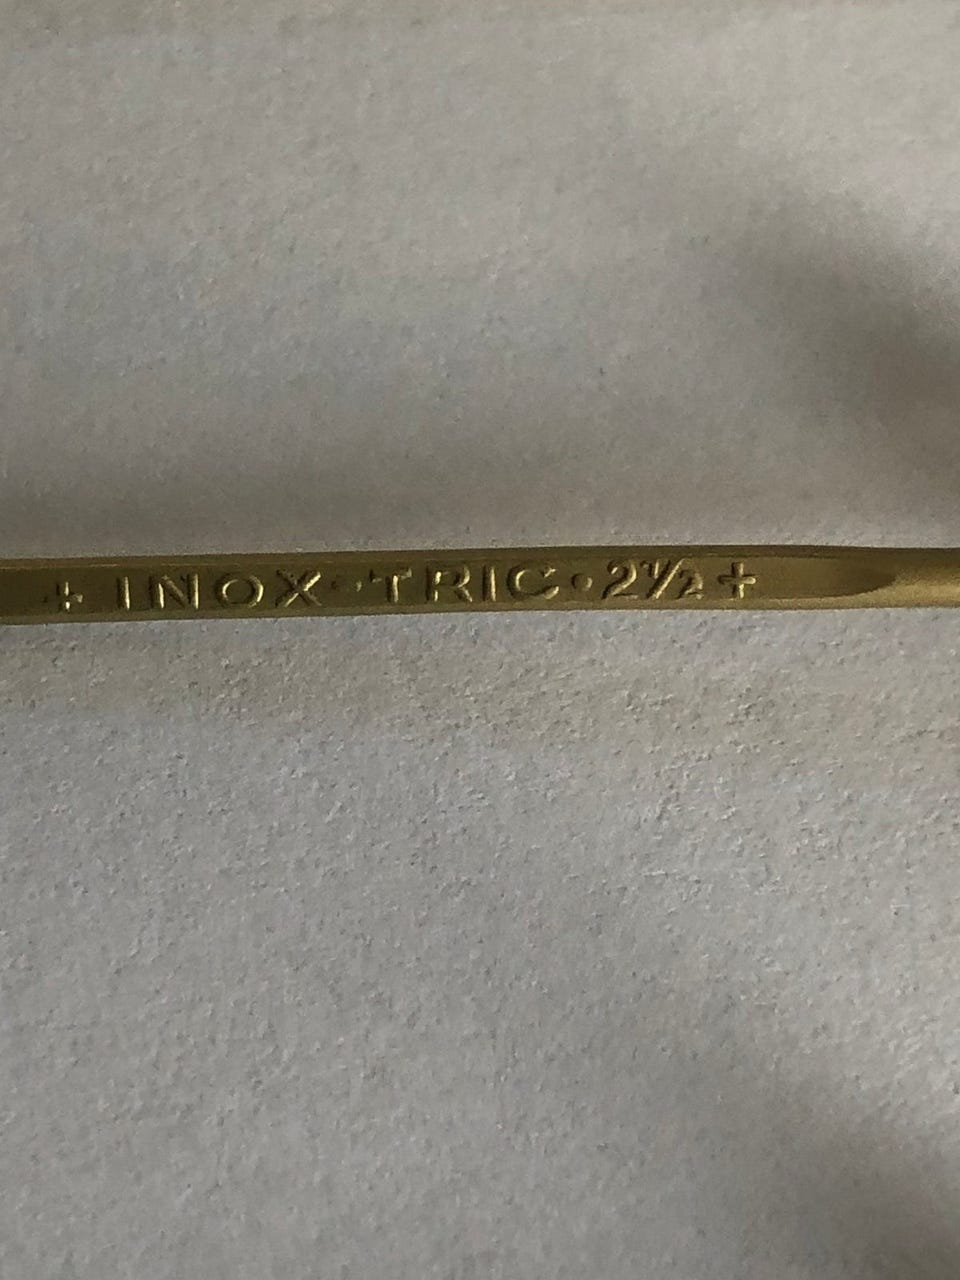 + INOX · TRIC · 2½ +